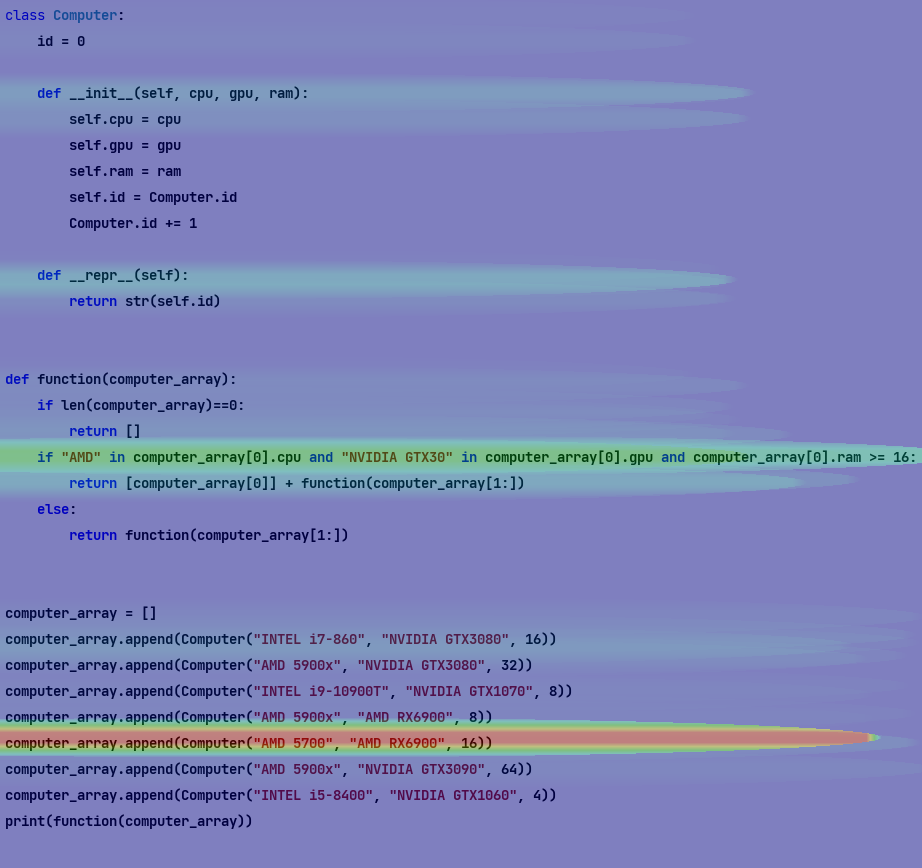 class Computer:
    id = 0

    def __init__(self, cpu, gpu, ram):
        self.cpu = cpu
        self.gpu = gpu
        self.ram = ram
        self.id = Computer.id
        Computer.id += 1

    def __repr__(self):
        return str(self.id)


def function(computer_array):
    if len(computer_array)==0:
        return []
    if "AMD" in computer_array[0].cpu and "NVIDIA GTX30" in computer_array[0].gpu and computer_array[0].ram >= 16:
        return [computer_array[0]] + function(computer_array[1:])
    else:
        return function(computer_array[1:])


computer_array = []
computer_array.append(Computer("INTEL i7-860", "NVIDIA GTX3080", 16))
computer_array.append(Computer("AMD 5900x", "NVIDIA GTX3080", 32))
computer_array.append(Computer("INTEL i9-10900T", "NVIDIA GTX1070", 8))
computer_array.append(Computer("AMD 5900x", "AMD RX6900", 8))
computer_array.append(Computer("AMD 5700", "AMD RX6900", 16))
computer_array.append(Computer("AMD 5900x", "NVIDIA GTX3090", 64))
computer_array.append(Computer("INTEL i5-8400", "NVIDIA GTX1060", 4))
print(function(computer_array))